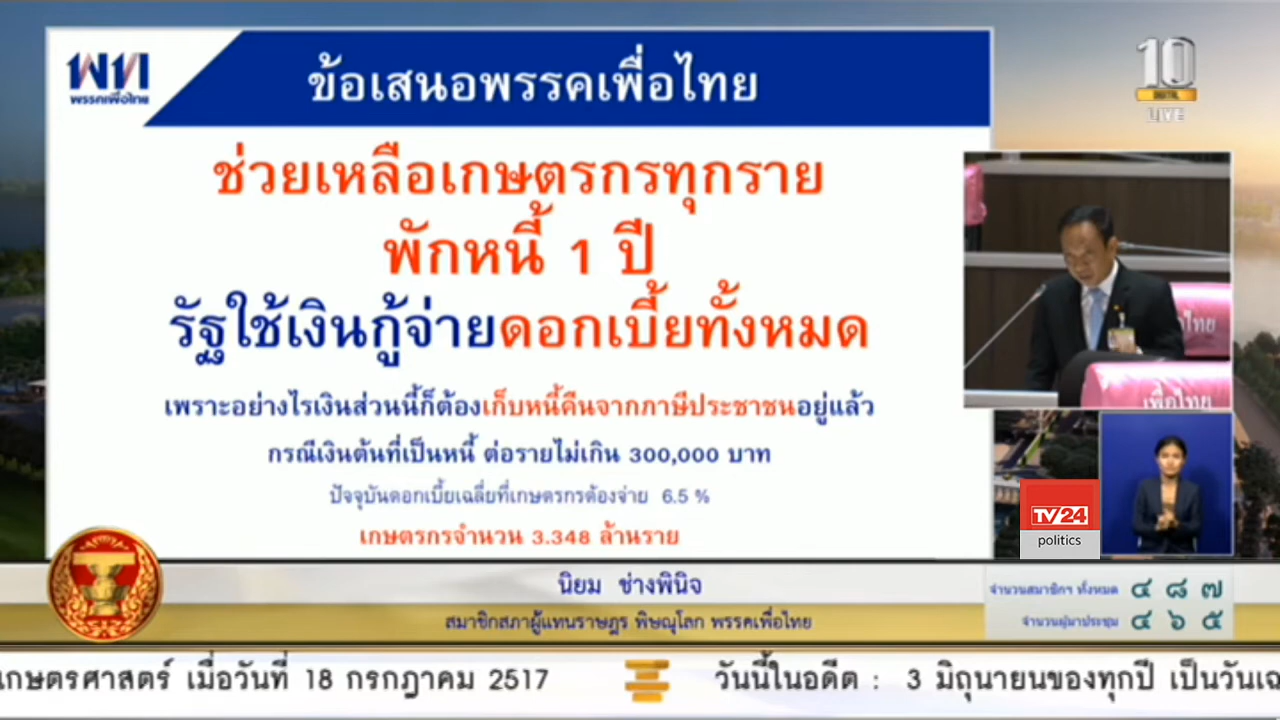 พท
พรรคเพื่อไทย
ข้อเสนอพรรคเพื่อไทย
ช่วยเหลือเกษตรกรทุกราย
พักหนี้ 1 ปี
รัฐใช้เงินกู้จ่ายดอกเบี้ยทั้งหมด
เพราะอย่างไรเงินส่วนนี้ก็ต้องเก็บหนี้คืนจากภาษีประชาชนอยู่แล้ว
กรณีเงินต้นที่เป็นหนี้ ต่อรายไม่เกิน 300,000 บาท
ปัจจุบันดอกเบี้ยเฉลี่ยที่เกษตรกรต้องจ่าย 6.5 %
เกษตรกรจำนวน 3.348 ล้านราย
10
DIGITAL
LIVE
ไทย
เพื่อไทย
TV24
politics
นิยม ช่างพินิจ
สมาชิกสภาผู้แทนราษฎร พิษณุโลก พรรคเพื่อไทย
จำนวนสมาชิกฯ ทั้งหมด ๔๘๗
จำนวนผู้มาประชุม ๔๖๕
เกษตรศาสตร์ เมื่อวันที่ 18 กรกฎาคม 2517 วันนี้ในอดีต : 3 มิถุนายนของทุกปี เป็นวันเฉ